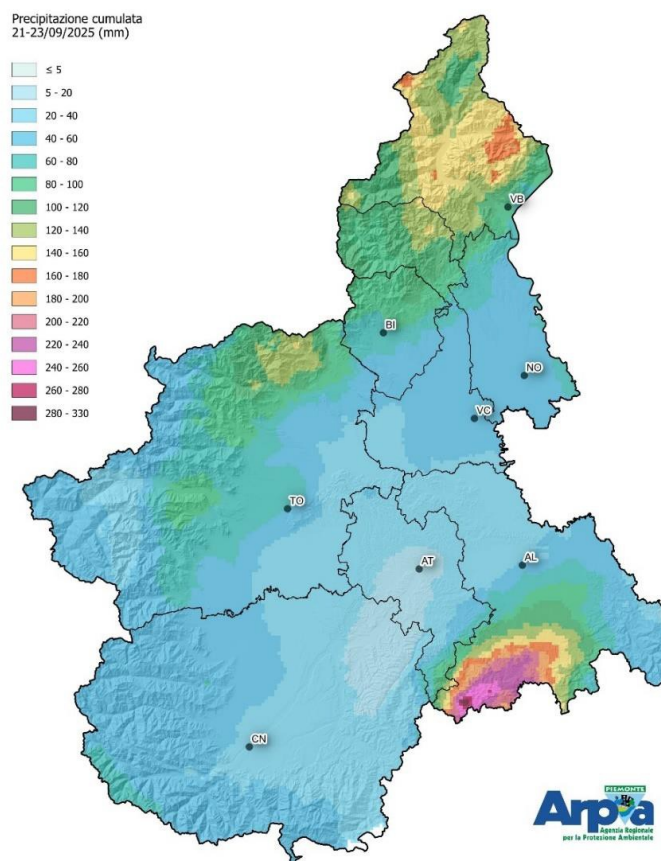 Precipitazione cumulata
21-23/09/2025 (mm)
≤ 5
5 - 20
20 - 40
40 - 60
60 - 80
80 - 100
100 - 120
120 - 140
140 - 160
160 - 180
180 - 200
200 - 220
220 - 240
240 - 260
260 - 280
280 - 330
VB
BI
NO
VC
TO
AT
AL
CN
PIEMONTE
Arpa
Agenzia Regionale
per la Protezione Ambientale